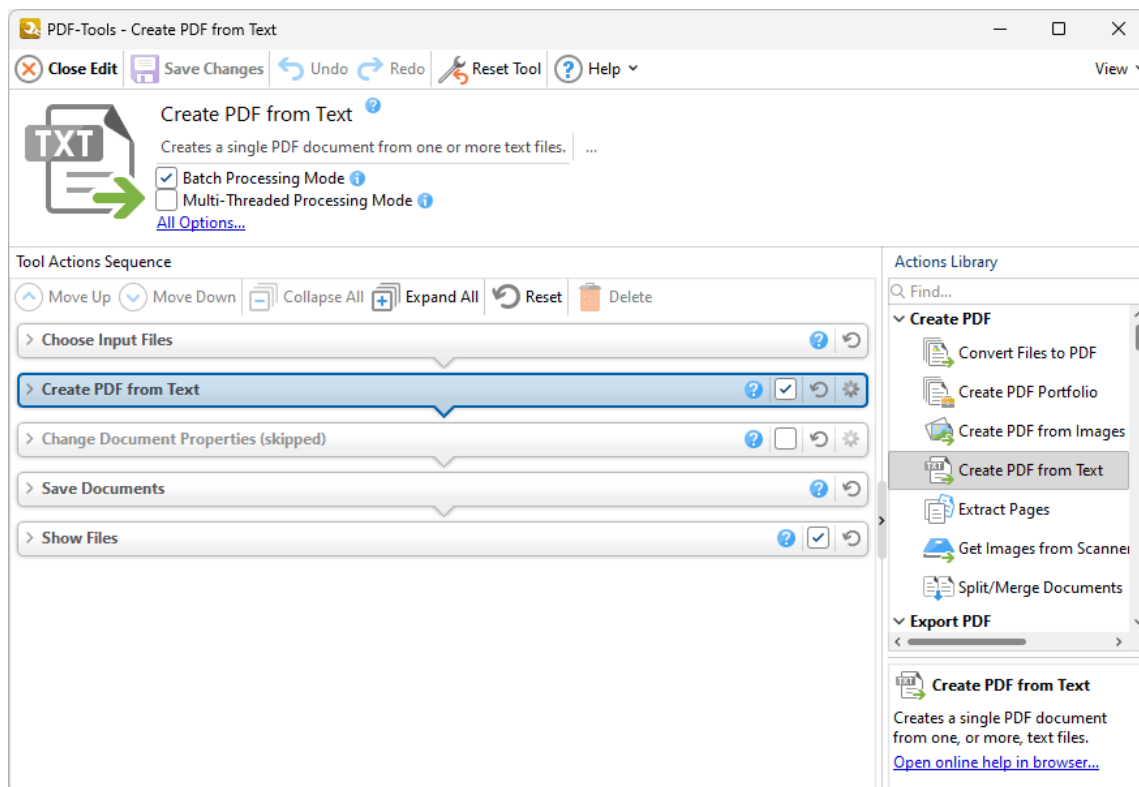 PDF-Tools - Create PDF from Text
Close Edit Save Changes Undo Redo Reset Tool ? Help View
TXT
Create PDF from Text ?
Creates a single PDF document from one or more text files. ...
Batch Processing Mode i
Multi-Threaded Processing Mode i
All Options...
Tool Actions Sequence
Move Up Move Down Collapse All Expand All Reset Delete
Choose Input Files ?
Create PDF from Text ?
Change Document Properties (skipped) ?
Save Documents ?
Show Files ?
Actions Library
Find...
Create PDF
Convert Files to PDF
Create PDF Portfolio
Create PDF from Images
TXT Create PDF from Text
Extract Pages
Get Images from Scanner
Split/Merge Documents
Export PDF
TXT Create PDF from Text
Creates a single PDF document
from one, or more, text files.
Open online help in browser...